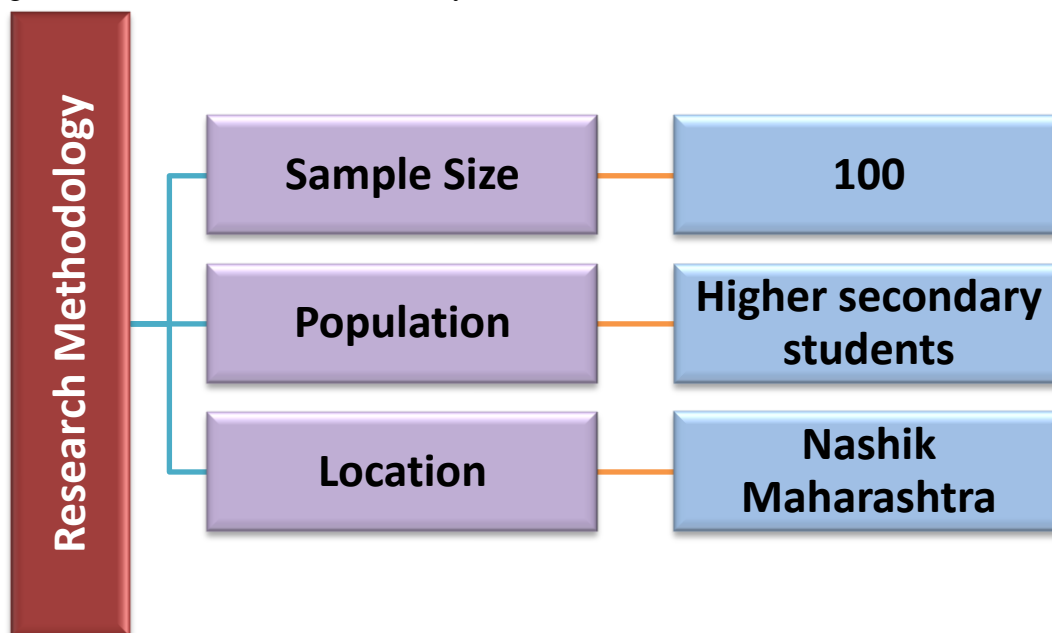 Research Methodology
Sample Size
100
Population
Higher secondary
students
Location
Nashik
Maharashtra